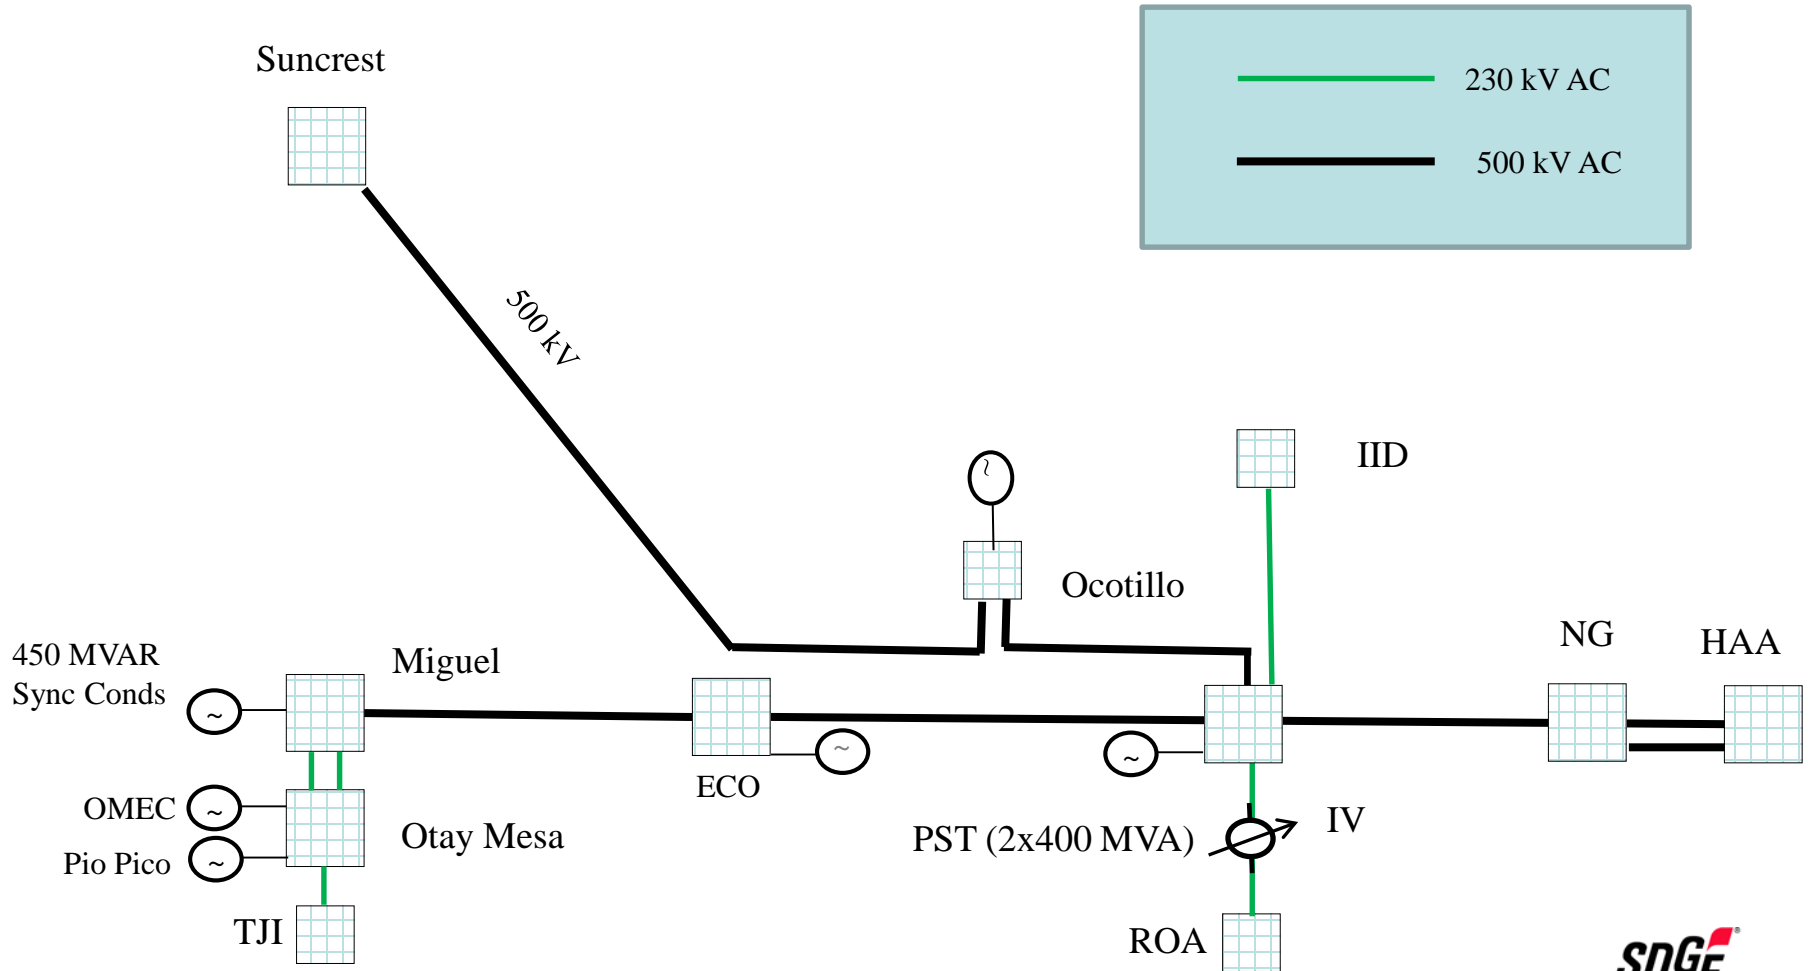 Suncrest
230 kV AC
500 kV AC
500 kV
IID
~
Ocotillo
NG
HAA
450 MVAR
Sync Conds
Miguel
~
~
~
ECO
OMEC
~
Otay Mesa
PST (2x400 MVA)
IV
Pio Pico
~
TJI
ROA
SDGE